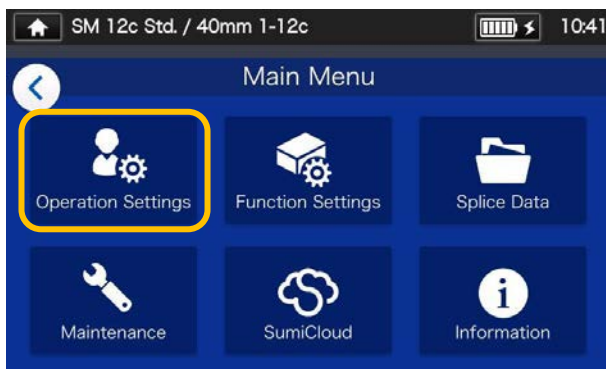 SM 12c Std. / 40mm 1-12c 10:41
Main Menu
Operation Settings Function Settings Splice Data
Maintenance SumiCloud Information